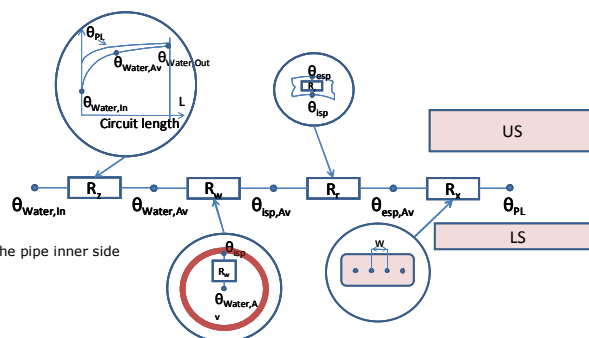 θPL
θWater,Out
θWater,Av
θWater,In
L
Circuit length
θesp
R
θisp
US
Rz
Rw
Rr
Rx
θWater,In
θWater,Av
θisp,Av
θesp,Av
θPL
LS
he pipe inner side
θisp
Rw
θWater,A
v
w